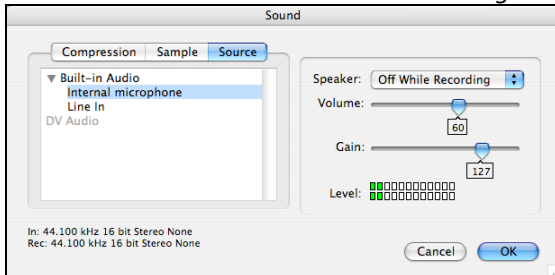 Sound
Compression Sample Source
Built-in Audio
Internal microphone
Line In
DV Audio
Speaker: Off While Recording
Volume:
60
Gain:
127
Level:
In: 44.100 kHz 16 bit Stereo None
Rec: 44.100 kHz 16 bit Stereo None
Cancel OK